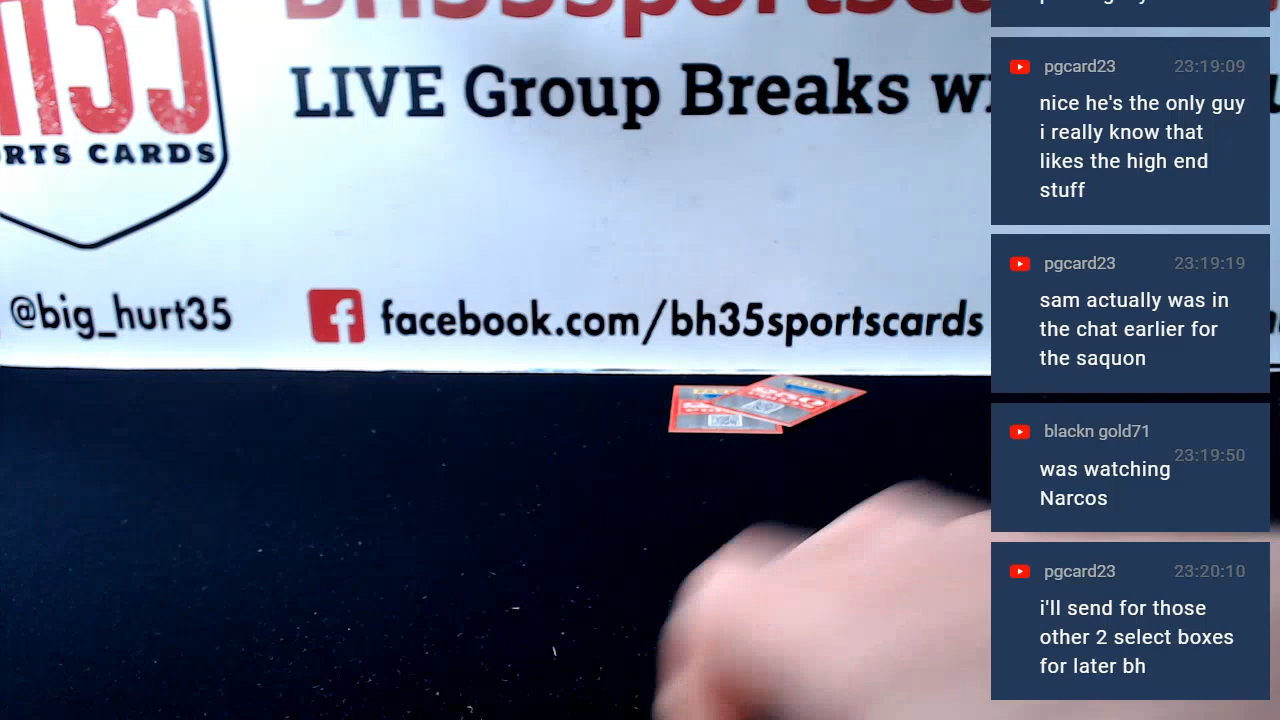 LIVE Group Breaks
h35
RTS CARDS
@big_hurt35
facebook.com/bh35sportscards
pgcard23 23:19:09
nice he's the only guy
i really know that
likes the high end
stuff
pgcard23 23:19:19
sam actually was in
the chat earlier for
the saquon
blackn gold71
23:19:50
was watching
Narcos
pgcard23 23:20:10
i'll send for those
other 2 select boxes
for later bh